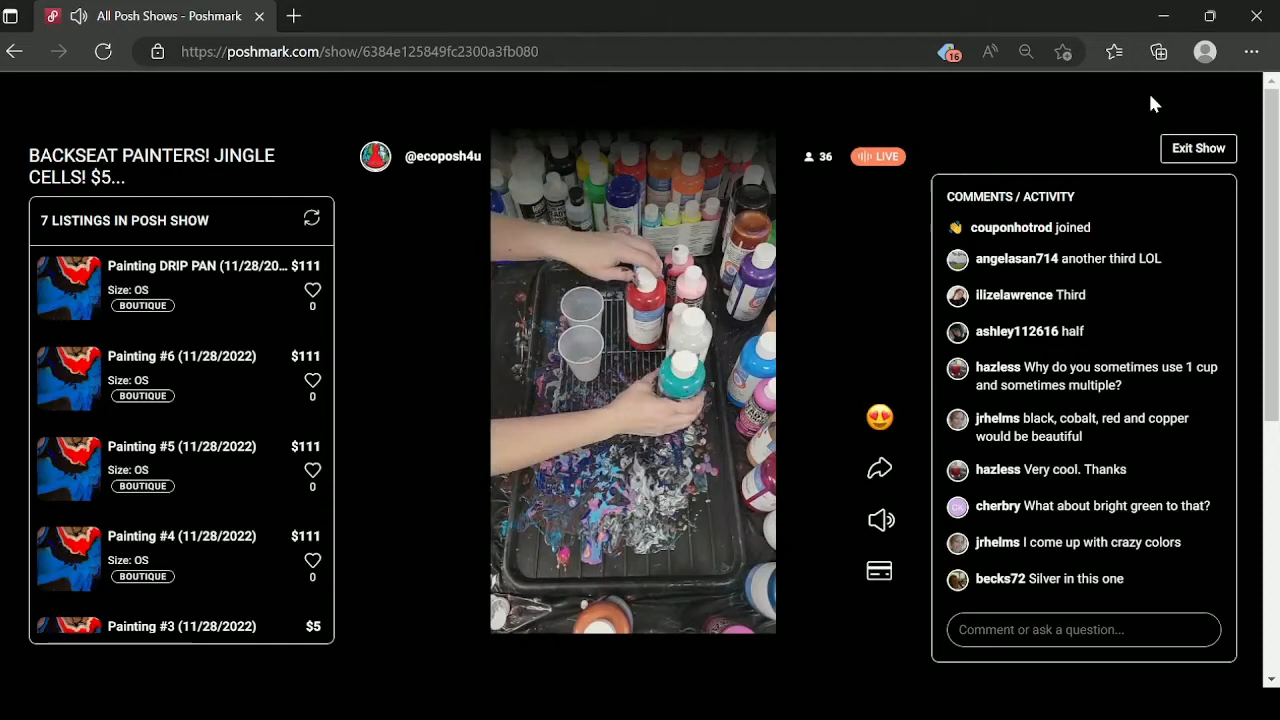 All Posh Shows - Poshmark
https://poshmark.com/show/6384e125849fc2300a3fb080
16
BACKSEAT PAINTERS! JINGLE
CELLS! $5...
7 LISTINGS IN POSH SHOW
Painting DRIP PAN (11/28/20... $111
Size: OS
BOUTIQUE
0
Painting #6 (11/28/2022) $111
Size: OS
BOUTIQUE
0
Painting #5 (11/28/2022) $111
Size: OS
BOUTIQUE
0
Painting #4 (11/28/2022) $111
Size: OS
BOUTIQUE
0
Painting #3 (11/28/2022) $5
@ecoposh4u
36
LIVE
Exit Show
COMMENTS / ACTIVITY
couponhotrod joined
angelasan714 another third LOL
ilizelawrence Third
ashley112616 half
hazless Why do you sometimes use 1 cup
and sometimes multiple?
jrhelms black, cobalt, red and copper
would be beautiful
hazless Very cool. Thanks
cherbry What about bright green to that?
jrhelms I come up with crazy colors
becks72 Silver in this one
Comment or ask a question...